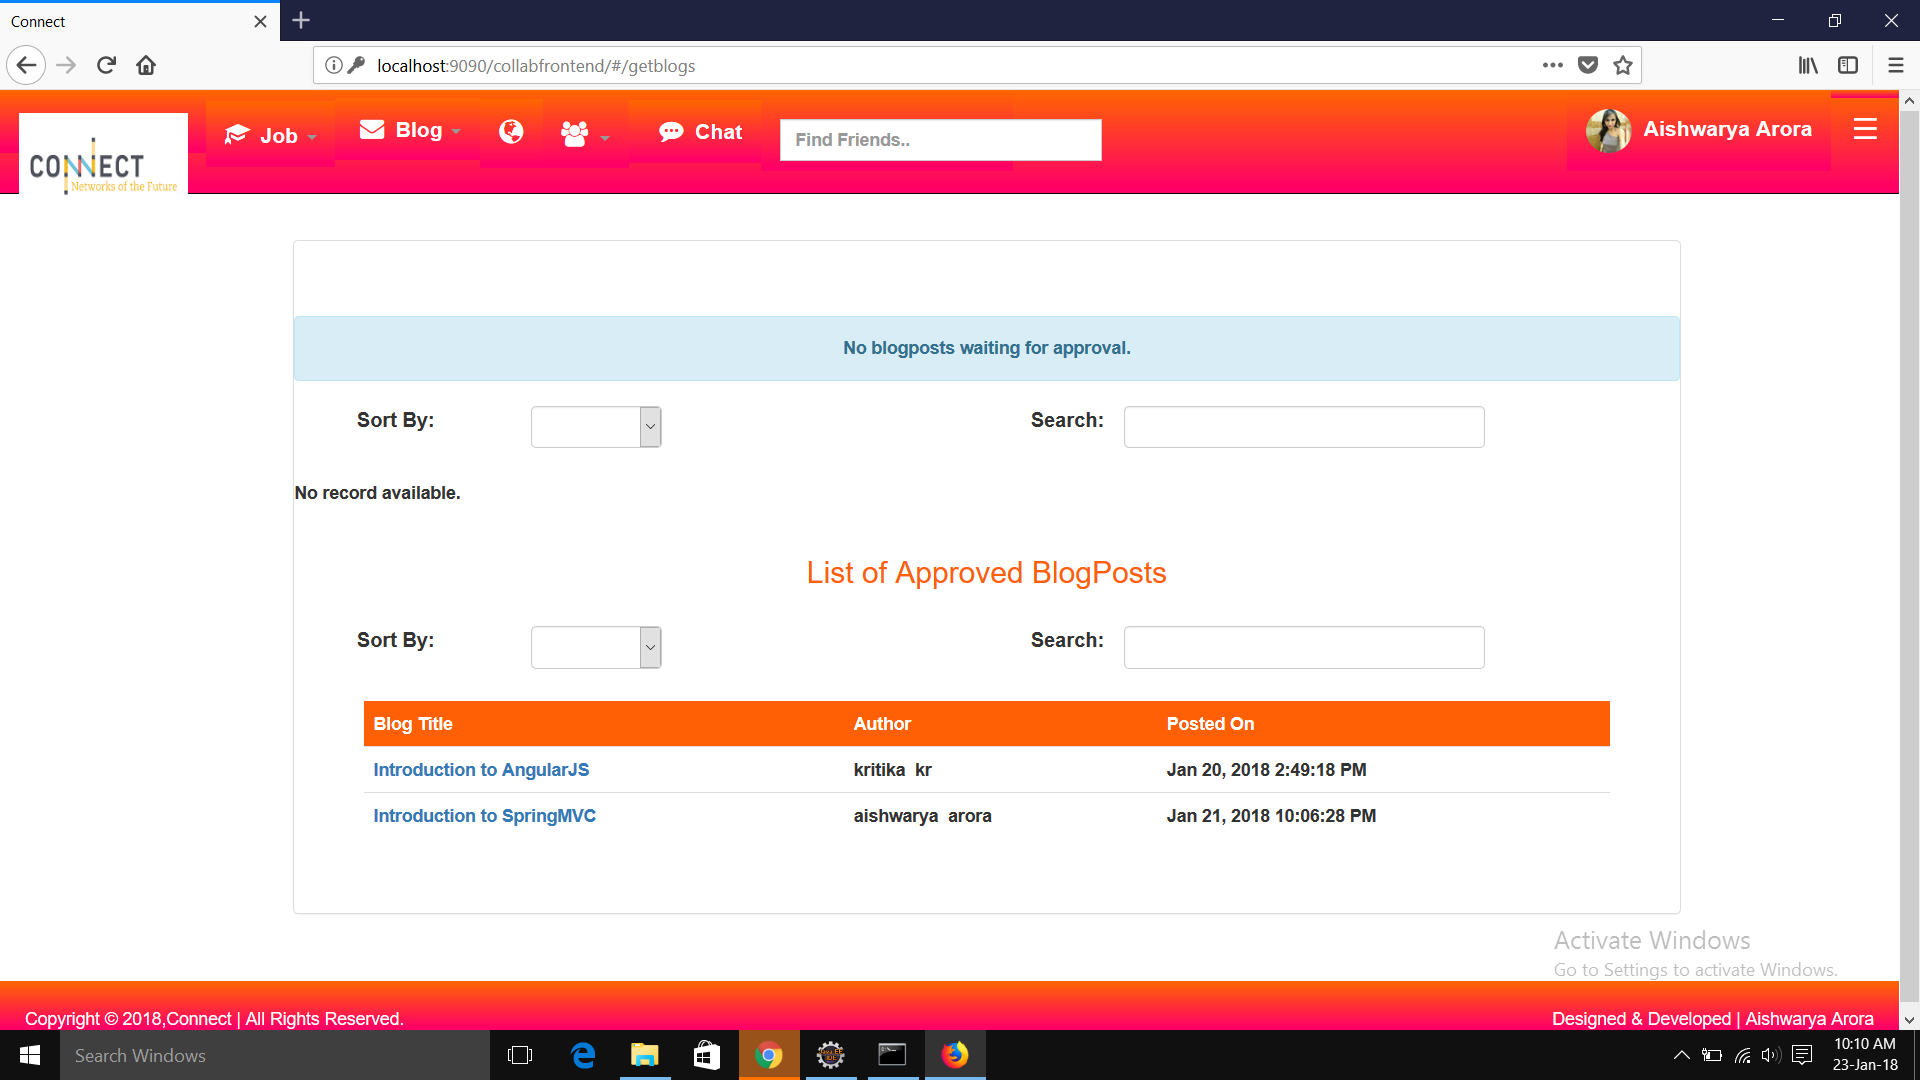 Connect
localhost:9090/collabfrontend/#/getblogs
CONNECT
Networks of the Future
Job
Blog
Chat
Find Friends..
Aishwarya Arora
No blogposts waiting for approval.
Sort By:
Search:
No record available.
List of Approved BlogPosts
Sort By:
Search:
Blog Title Author Posted On
Introduction to AngularJS kritika kr Jan 20, 2018 2:49:18 PM
Introduction to SpringMVC aishwarya arora Jan 21, 2018 10:06:28 PM
Activate Windows
Go to Settings to activate Windows.
Copyright © 2018,Connect | All Rights Reserved.
Designed & Developed | Aishwarya Arora
Search Windows
10:10 AM
23-Jan-18